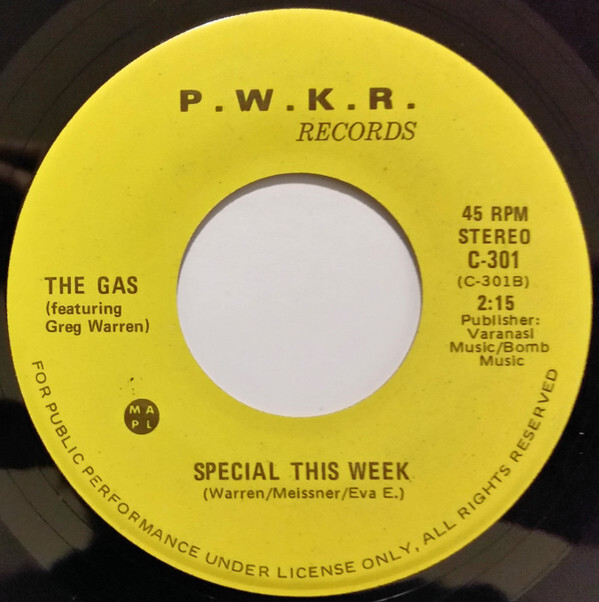 P.W.K.R.
RECORDS
45 RPM
STEREO
C-301
(C-301B)
2:15
Publisher:
Varanasi
Music/Bomb
Music
THE GAS
(featuring
Greg Warren)
MA
PL
SPECIAL THIS WEEK
(Warren/Meissner/Eva E.)
FOR PUBLIC PERFORMANCE UNDER LICENSE ONLY, ALL RIGHTS RESERVED